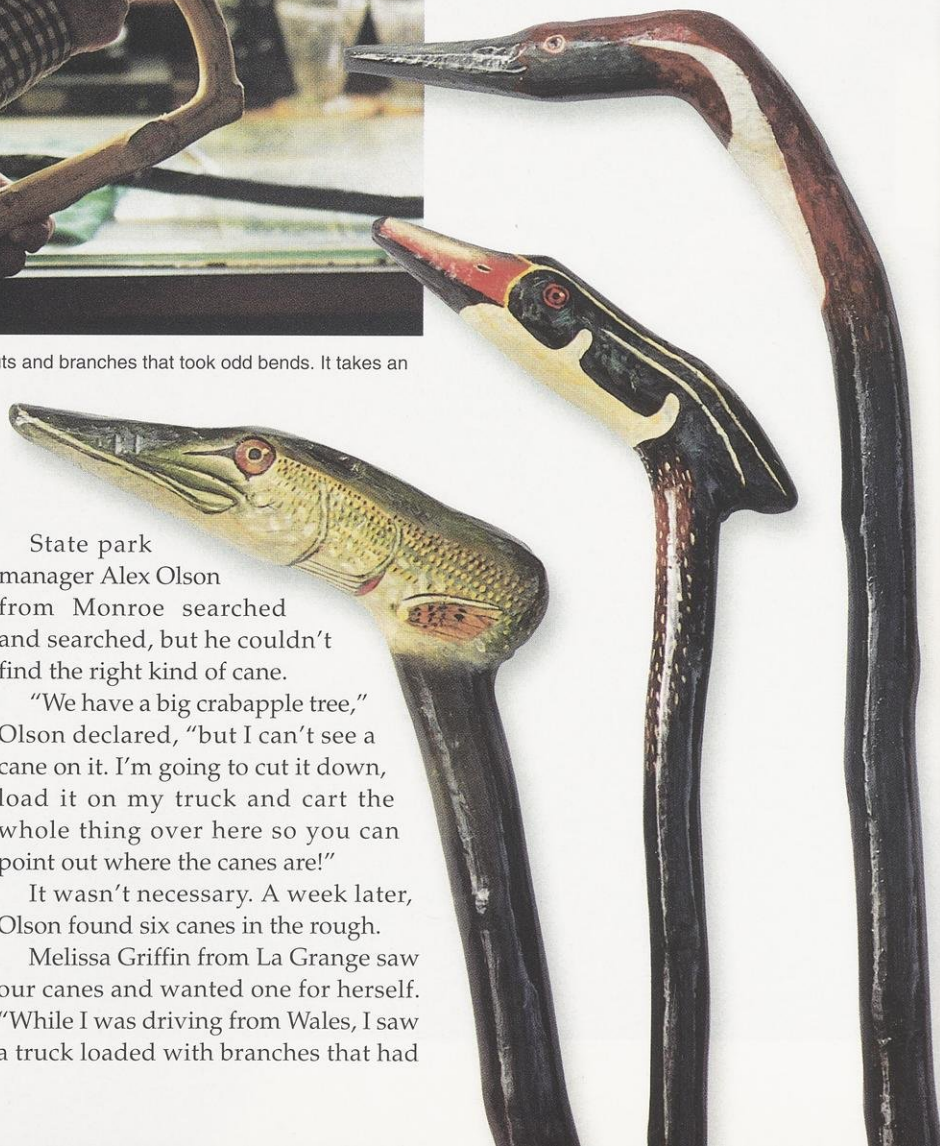 ts and branches that took odd bends. It takes an
State park
manager Alex Olson
from Monroe searched
and searched, but he couldn't
find the right kind of cane.
"We have a big crabapple tree,"
Olson declared, "but I can't see a
cane on it. I'm going to cut it down,
load it on my truck and cart the
whole thing over here so you can
point out where the canes are!"
It wasn't necessary. A week later,
Olson found six canes in the rough.
Melissa Griffin from La Grange saw
our canes and wanted one for herself.
"While I was driving from Wales, I saw
a truck loaded with branches that had